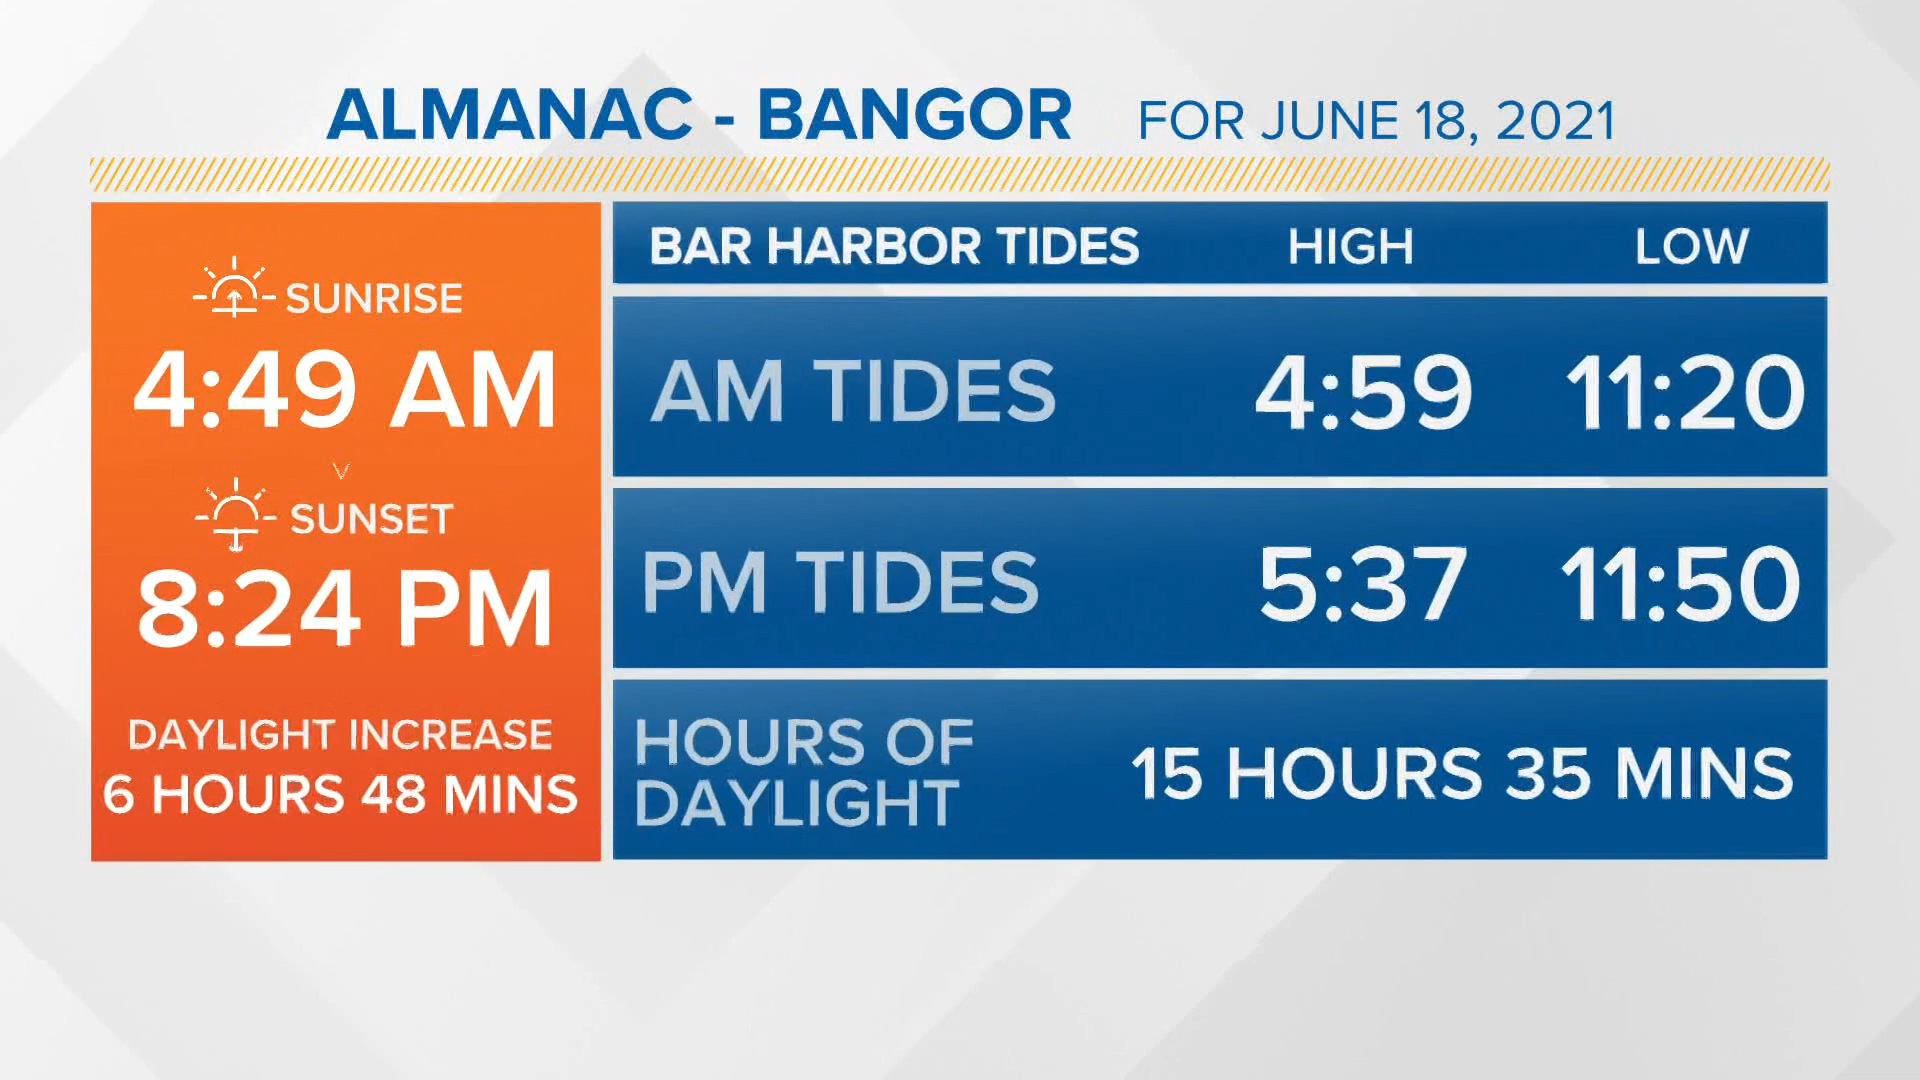 ALMANAC - BANGOR FOR JUNE 18, 2021
SUNRISE
4:49 AM
SUNSET
8:24 PM
DAYLIGHT INCREASE
6 HOURS 48 MINS
BAR HARBOR TIDES HIGH LOW
AM TIDES 4:59 11:20
PM TIDES 5:37 11:50
HOURS OF
DAYLIGHT
15 HOURS 35 MINS